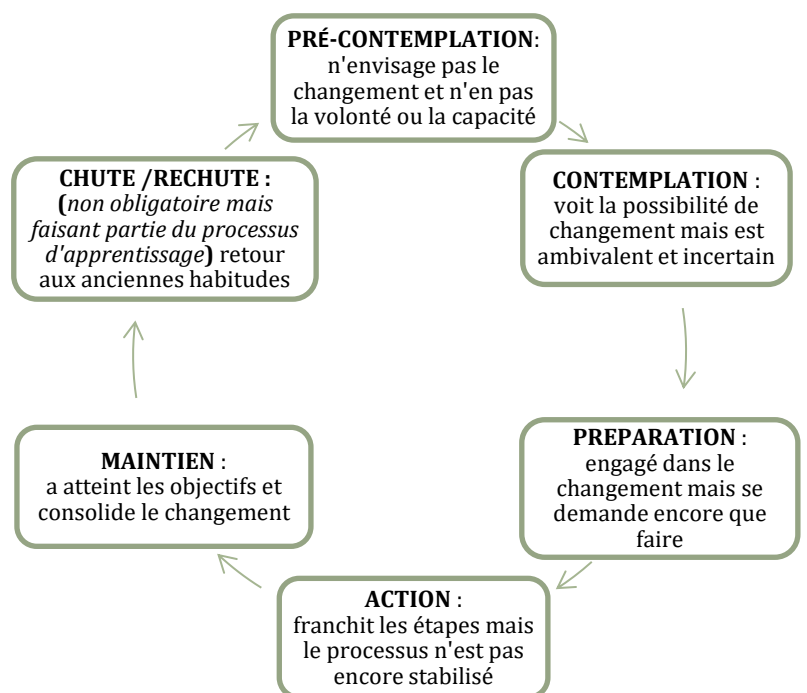 PRÉ-CONTEMPLATION:
n'envisage pas le
changement et n'en pas
la volonté ou la capacité
CONTEMPLATION :
voit la possibilité de
changement mais est
ambivalent et incertain
PREPARATION :
engagé dans le
changement mais se
demande encore que
faire
ACTION :
franchit les étapes mais
le processus n'est pas
encore stabilisé
MAINTIEN :
a atteint les objectifs et
consolide le changement
CHUTE /RECHUTE :
(non obligatoire mais
faisant partie du processus
d'apprentissage) retour
aux anciennes habitudes